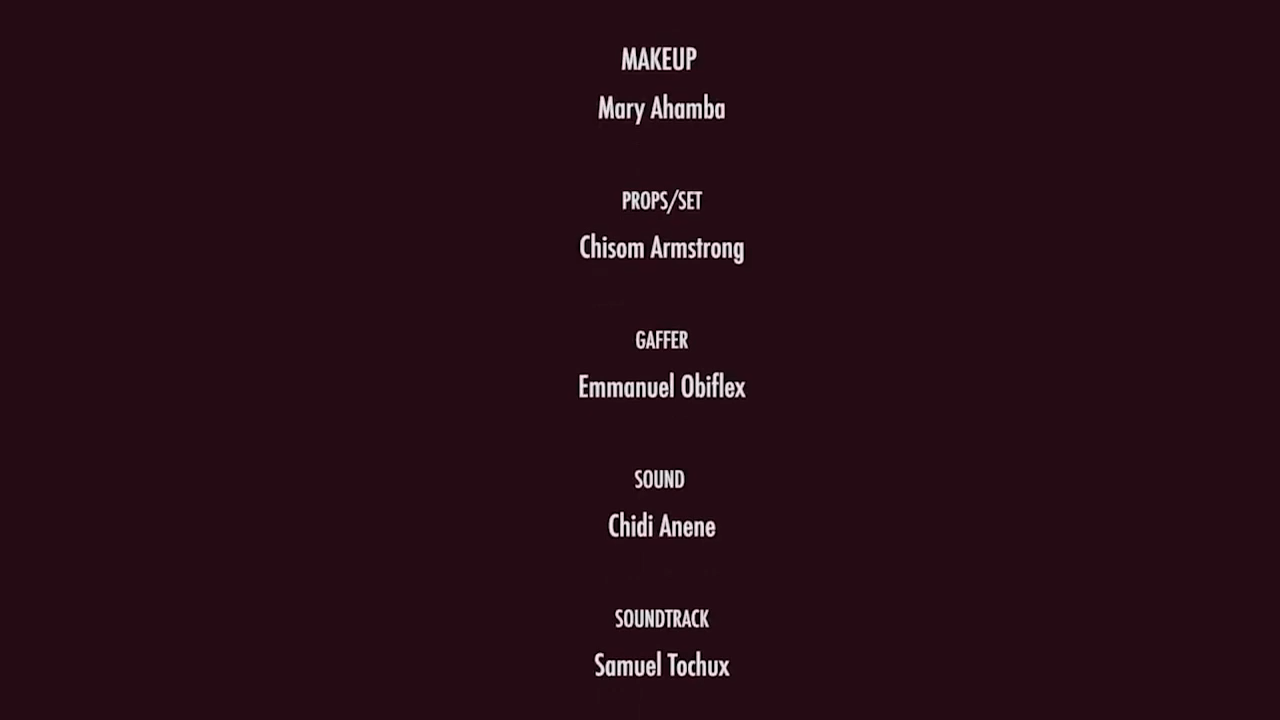 MAKEUP
Mary Ahamba
PROPS/SET
Chisom Armstrong
GAFFER
Emmanuel Obiflex
SOUND
Chidi Anene
SOUNDTRACK
Samuel Tochux